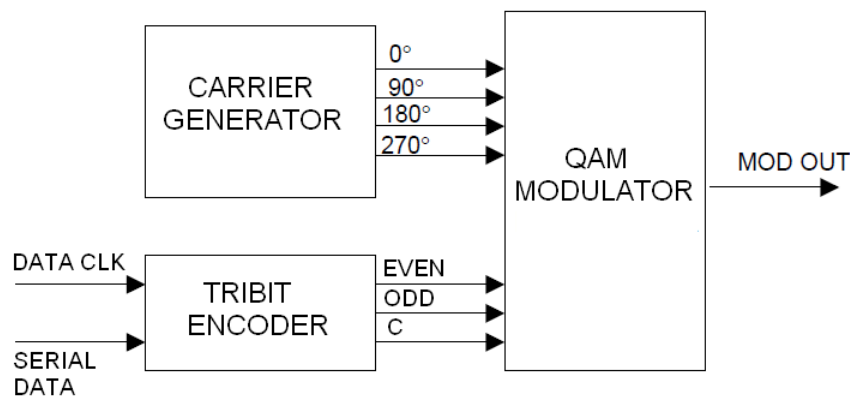 CARRIER
GENERATOR
0°
90°
180°
270°
QAM
MODULATOR
MOD OUT
DATA CLK
SERIAL
DATA
TRIBIT
ENCODER
EVEN
ODD
C